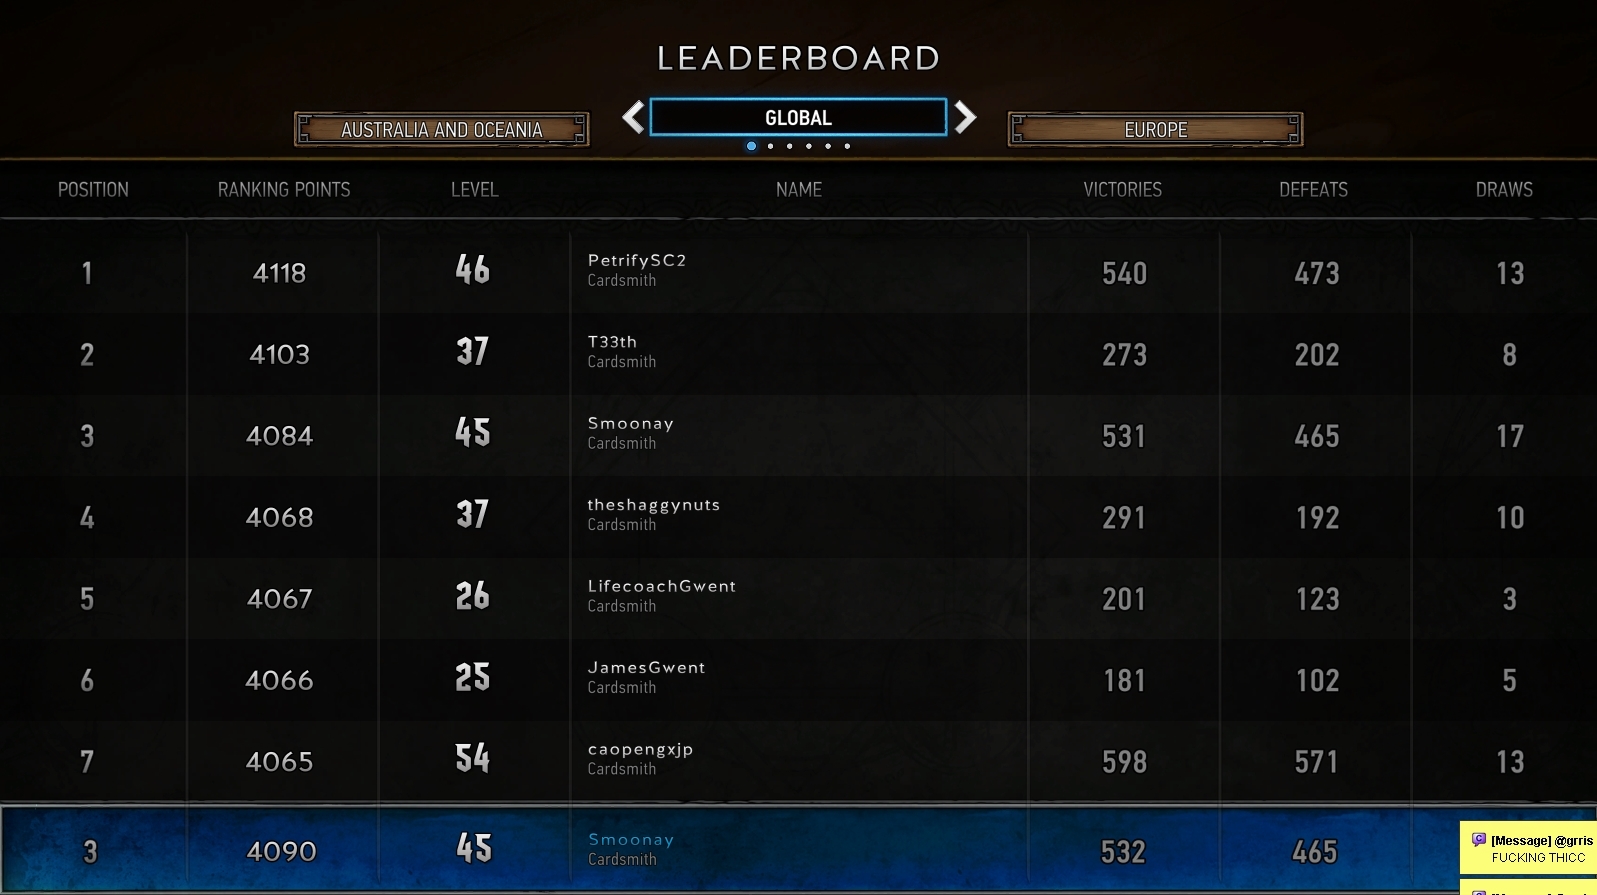 LEADERBOARD
AUSTRALIA AND OCEANIA GLOBAL EUROPE
POSITION RANKING POINTS LEVEL NAME VICTORIES DEFEATS DRAWS
1 4118 46 PetrifySC2 540 473 13
Cardsmith
2 4103 37 T33th 273 202 8
Cardsmith
3 4084 45 Smoonay 531 465 17
Cardsmith
4 4068 37 theshaggynuts 291 192 10
Cardsmith
5 4067 26 LifecoachGwent 201 123 3
Cardsmith
6 4066 25 JamesGwent 181 102 5
Cardsmith
7 4065 54 caopengxjp 598 571 13
Cardsmith
3 4090 45 Smoonay 532 465
Cardsmith
[Message] @grris
FUCKING THICC